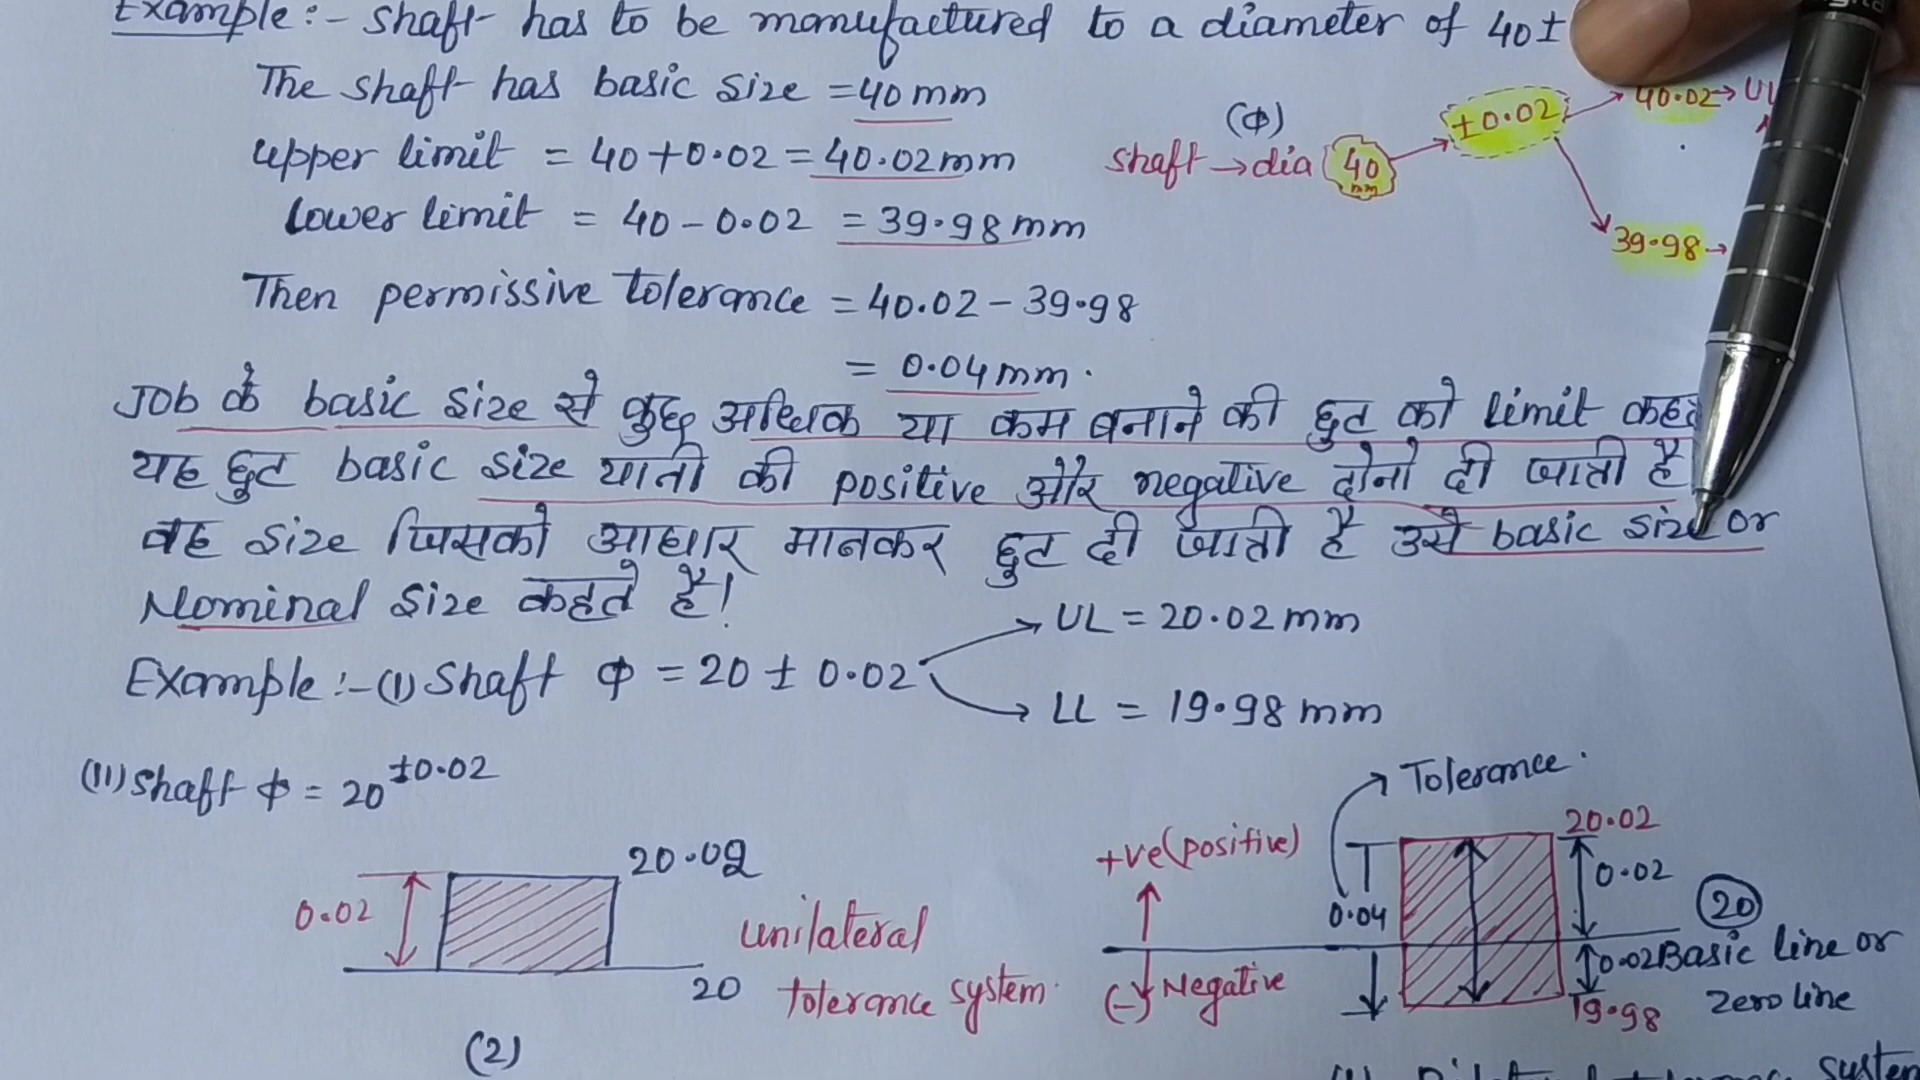 Example:- Shaft has to be manufactured to a diameter of 40±
The shaft has basic size = 40 mm
upper limit = 40+0.02 = 40.02mm
Lower limit = 40-0.02 = 39.98 mm
Then permissive tolerance = 40.02 - 39.98
= 0.04mm.
(Φ)
shaft → dia 40 mm
±0.02
40.02 → UL
39.98 →
Job के basic size से कुछ अधिक या कम बनाने की छुट को limit कहते
यह छुट basic size यानी की positive और negative दोनो दी जाती है
वह size जिसको आधार मानकर छुट दी जाती है उसे basic size or
Nominal size कहते हैं!
Example:-(I) Shaft Φ = 20 ± 0.02
UL = 20.02 mm
LL = 19.98 mm
(II) Shaft Φ = 20 ±0.02
0.02
20.02
20
unilateral
tolerance system.
(2)
Tolerance.
+ve(positive)
(-) Negative
0.04
20.02
0.02
20
0.02 Basic line or
zero line
19.98
system